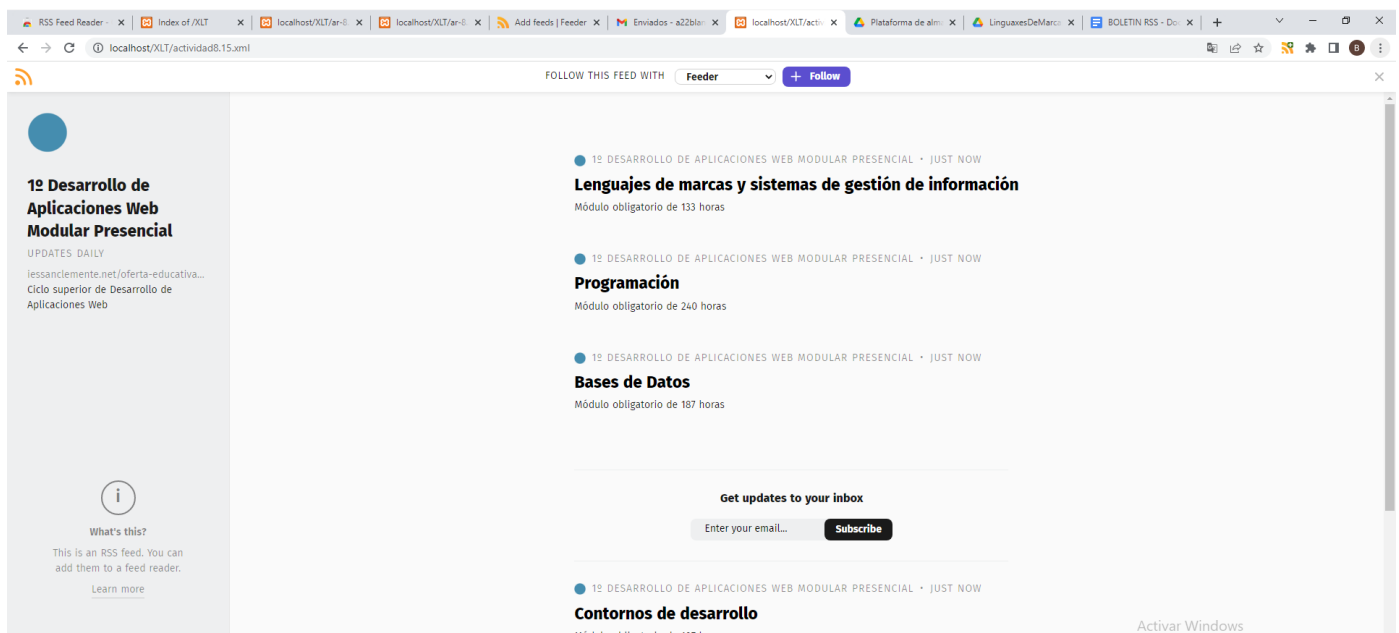 RSS Feed Reader -
Index of /XLT
localhost/XLT/ar-8
localhost/XLT/ar-8.
Add feeds | Feeder
Enviados - a22blan
localhost/XLT/activ
Plataforma de almo
LinguaxesDeMarca
BOLETIN RSS - Doc
localhost/XLT/actividad8.15.xml
B
FOLLOW THIS FEED WITH Feeder + Follow
1º Desarrollo de
Aplicaciones Web
Modular Presencial
UPDATES DAILY
iessanclemente.net/oferta-educativa...
Ciclo superior de Desarrollo de
Aplicaciones Web
i
What's this?
This is an RSS feed. You can
add them to a feed reader.
Learn more
1º DESARROLLO DE APLICACIONES WEB MODULAR PRESENCIAL • JUST NOW
Lenguajes de marcas y sistemas de gestión de información
Módulo obligatorio de 133 horas
1º DESARROLLO DE APLICACIONES WEB MODULAR PRESENCIAL • JUST NOW
Programación
Módulo obligatorio de 240 horas
1º DESARROLLO DE APLICACIONES WEB MODULAR PRESENCIAL • JUST NOW
Bases de Datos
Módulo obligatorio de 187 horas
Get updates to your inbox
Enter your email... Subscribe
1º DESARROLLO DE APLICACIONES WEB MODULAR PRESENCIAL • JUST NOW
Contornos de desarrollo
Activar Windows